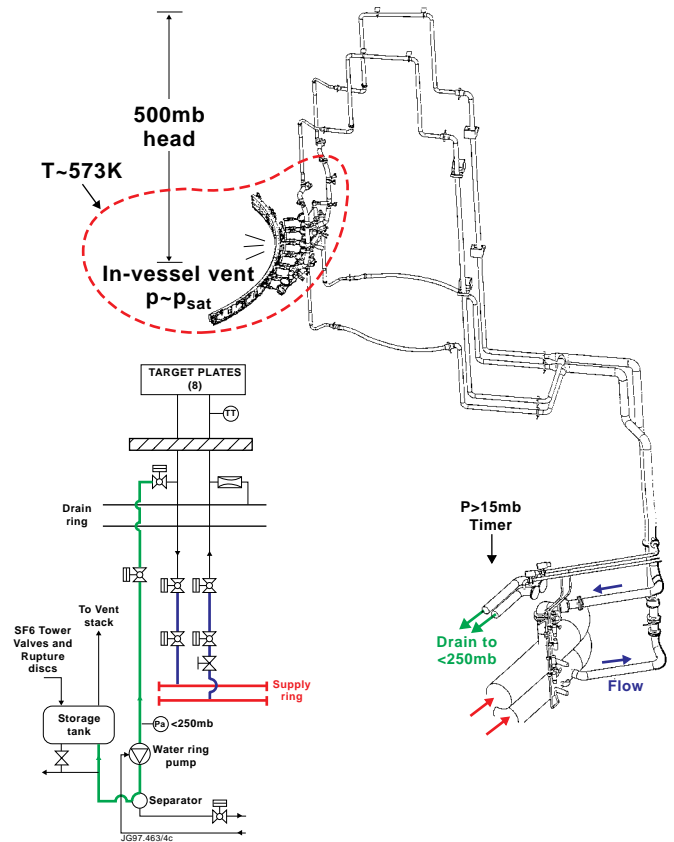 500mb
head
T~573K
In-vessel vent
p~psat
TARGET PLATES
(8)
TT
Drain
ring
P>15mb
Timer
To Vent
stack
SF6 Tower
Valves and
Rupture
discs
Drain to
<250mb
Flow
Supply
ring
Storage
tank
Pa <250mb
Water ring
pump
Separator
JG97.463/4c